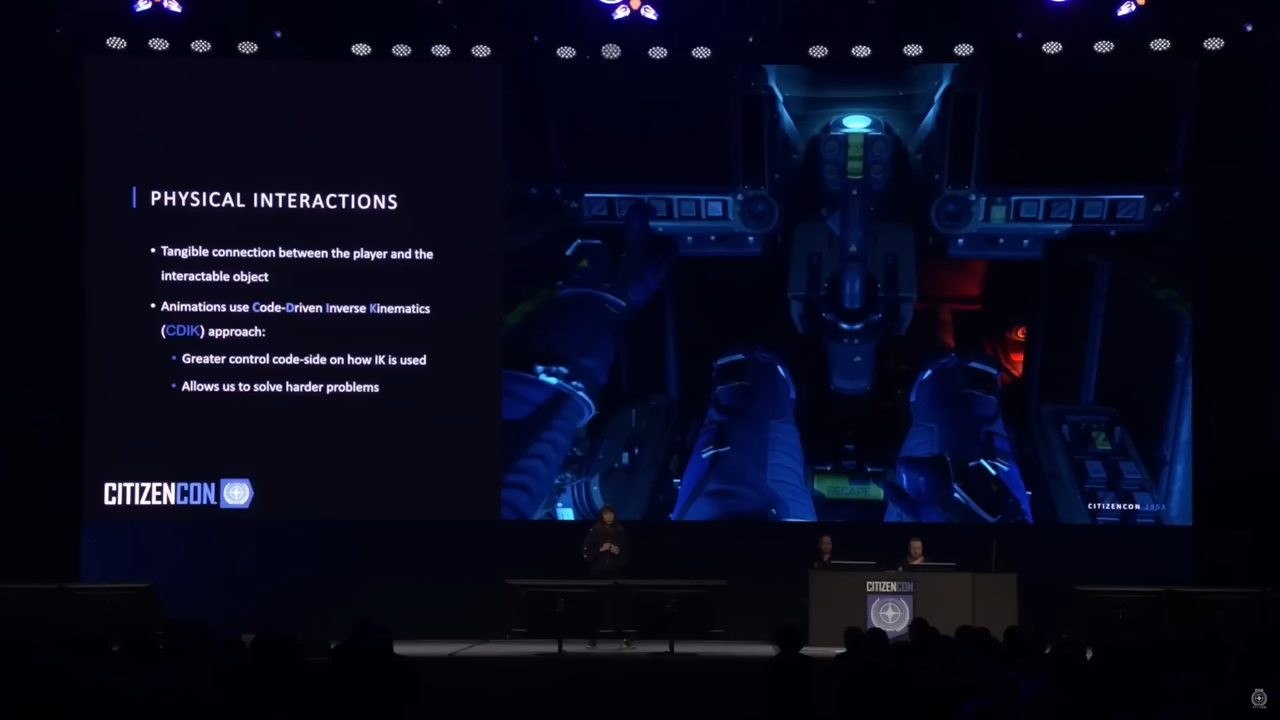 PHYSICAL INTERACTIONS
• Tangible connection between the player and the
interactable object
• Animations use Code-Driven Inverse Kinematics
(CDIK) approach:
• Greater control code-side on how IK is used
• Allows us to solve harder problems
CITIZENCON
ESCAPE
CITIZENCON
CITIZENCON